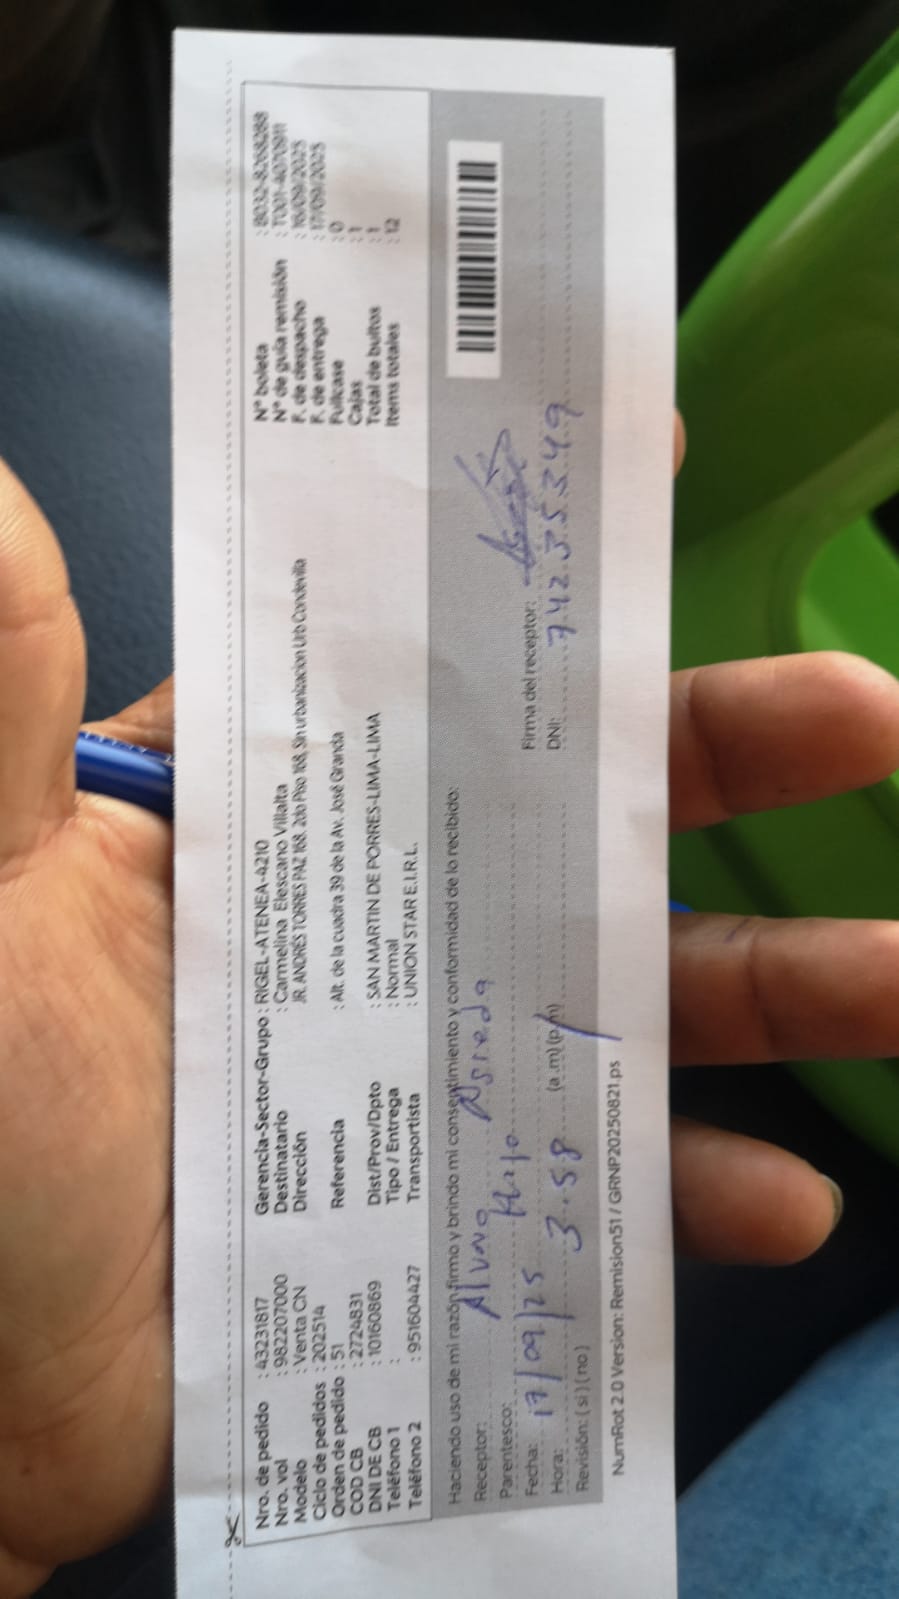 Nro. de pedido : 43231817
Nro. vol : 982207000
Modelo : Venta CN
Ciclo de pedidos : 202514
Orden de pedido : 51
COD CB : 2724831
DNI DE CB : 10160869
Teléfono 1 :
Teléfono 2 : 951604427
Gerencia-Sector-Grupo : RIGEL-ATENEA-4210
Destinatario : Carmelina Elescano Villalta
Dirección JR. ANDRÉS TORRES PAZ 168. 2do Piso 168, Sin urbanizacion Urb Condevilla
Referencia : Alt. de la cuadra 39 de la Av. José Granda
Dist/Prov/Dpto : SAN MARTIN DE PORRES-LIMA-LIMA
Tipo / Entrega : Normal
Transportista : UNION STAR E.I.R.L.
N° boleta : B032-8268288
N° de guía remisión : T001-4070911
F. de despacho : 16/09/2025
F. de entrega : 17/09/2025
Fullcase : 0
Cajas : 1
Total de bultos : 1
Items totales : 12
Haciendo uso de mi razón firmo y brindo mi consentimiento y conformidad de lo recibido:
Receptor: Alvaro
Parentesco: Hijo
Fecha: 17/09/25
Hora: 3.58 (a.m) (p.m)
Revisión: ( si ) ( no )
Firma del receptor:
DNI: 74235349
NumRot 2.0 Version: Remision51 / GRNP20250821.ps